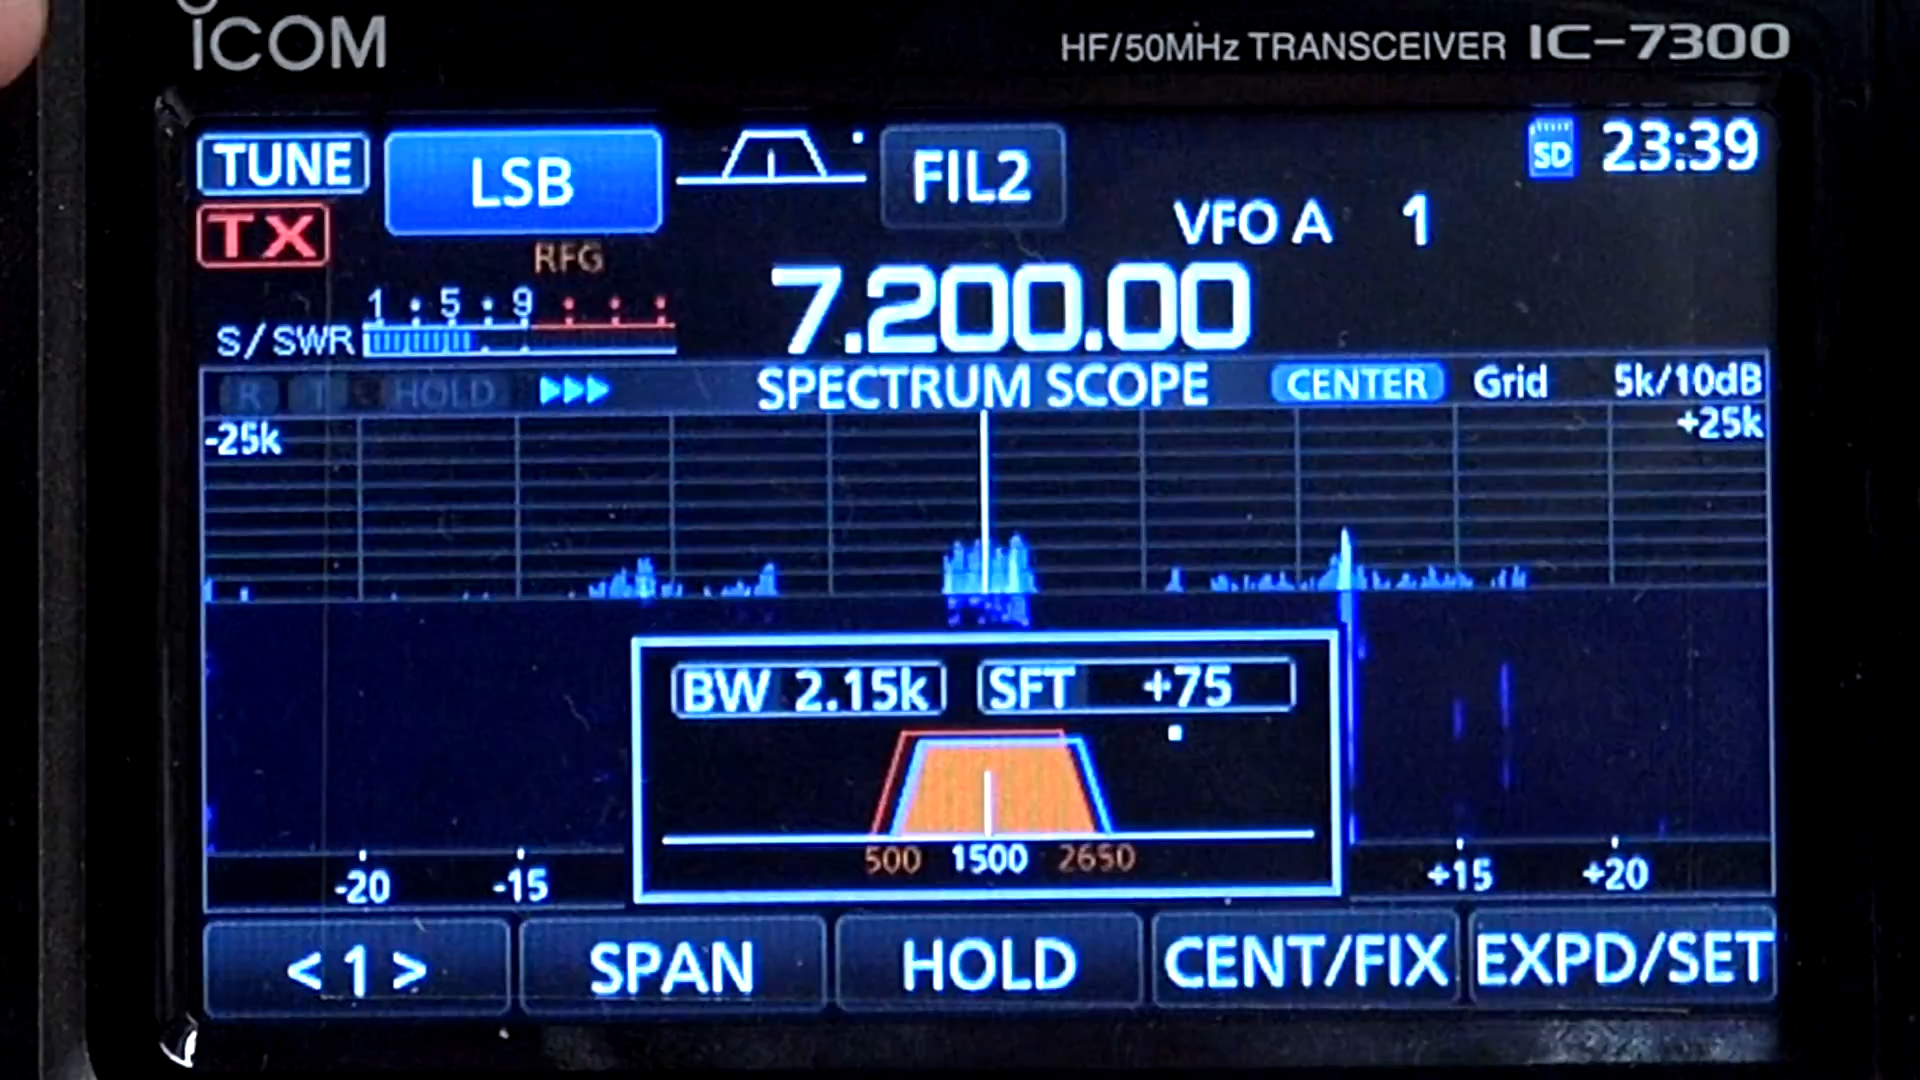 ICOM
HF/50MHz TRANSCEIVER IC-7300
TUNE LSB FIL2 SD 23:39
TX RFG VFO A 1
1 5 9
S/SWR 7.200.00
R T HOLD SPECTRUM SCOPE CENTER Grid 5k/10dB
-25k +25k
BW 2.15k SFT +75
500 1500 2650
-20 -15 +15 +20
< 1 > SPAN HOLD CENT/FIX EXPD/SET